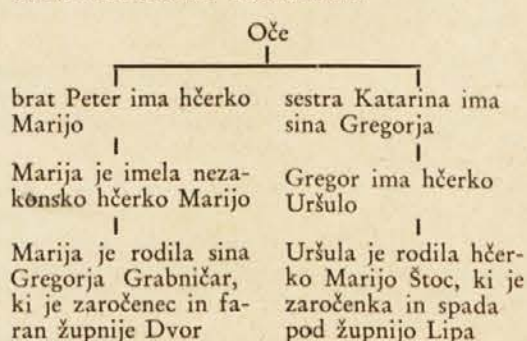 Oče
brat Peter ima hčerko
Marijo
Marija je imela neza-
konsko hčerko Marijo
Marija je rodila sina
Gregorja Grabničar,
ki je zaročenec in fa-
ran župnije Dvor
sestra Katarina ima
sina Gregorja
Gregor ima hčerko
Uršulo
Uršula je rodila hčer-
ko Marijo Štoc, ki je
zaročenka in spada
pod župnijo Lipa